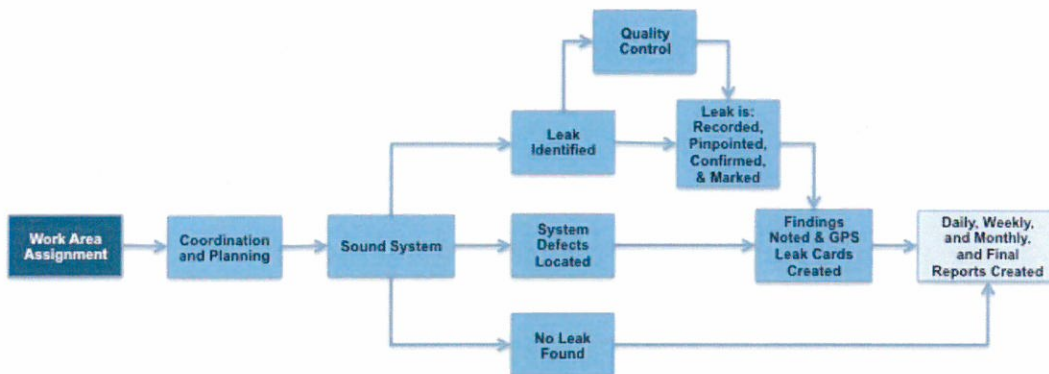 Quality
Control
Leak
Identified
Leak is:
Recorded,
Pinpointed,
Confirmed,
& Marked
Work Area
Assignment
Coordination
and Planning
Sound System
System
Defects
Located
Findings
Noted & GPS
Leak Cards
Created
Daily, Weekly,
and Monthly,
and Final
Reports Created
No Leak
Found